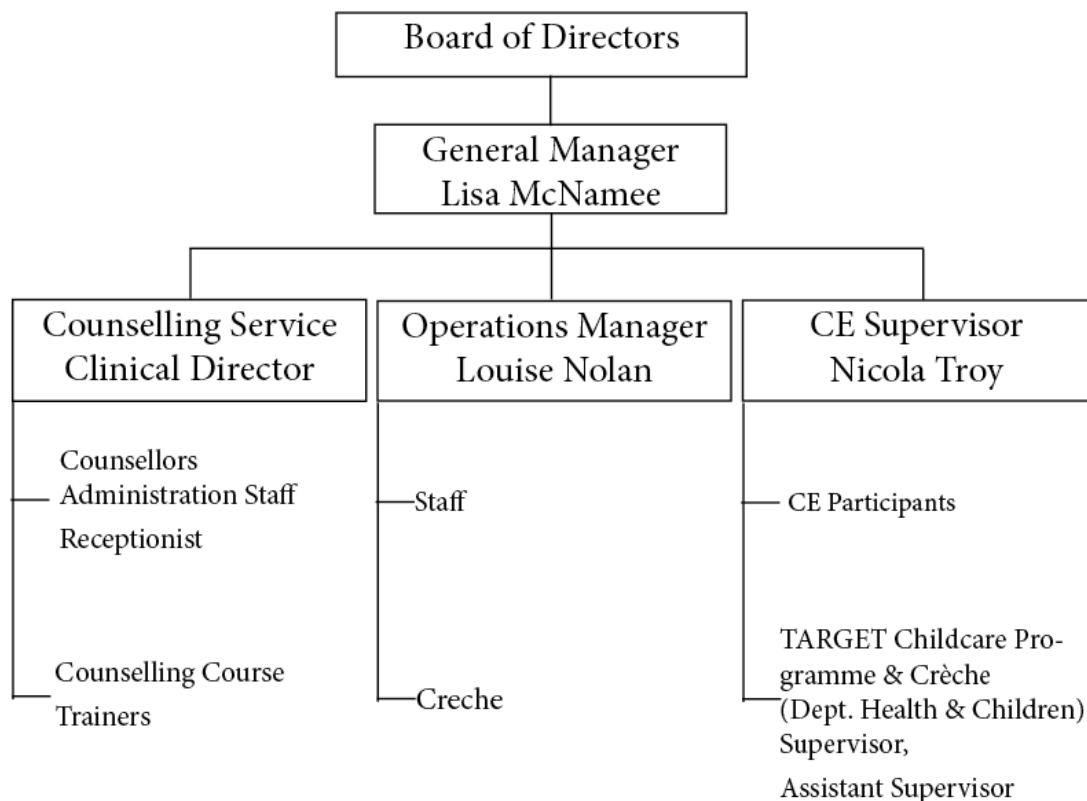 Board of Directors
General Manager
Lisa McNamee
Counselling Service
Clinical Director
Operations Manager
Louise Nolan
CE Supervisor
Nicola Troy
Counsellors
Administration Staff
Receptionist
Staff
CE Participants
Counselling Course
Trainers
Creche
TARGET Childcare Pro-
gramme & Crèche
(Dept. Health & Children)
Supervisor,
Assistant Supervisor